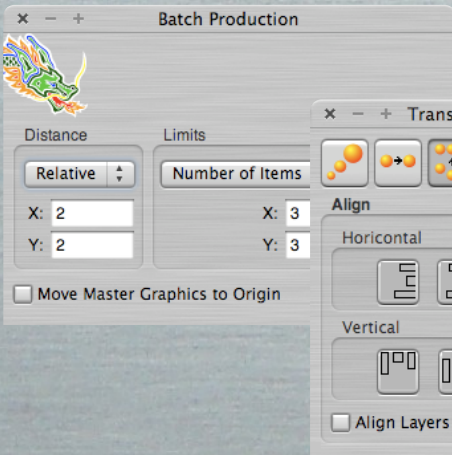 Batch Production
Distance
Limits
Relative
Number of Items
X: 2
X: 3
Y: 2
Y: 3
Move Master Graphics to Origin
Trans
Align
Horicontal
Vertical
Align Layers